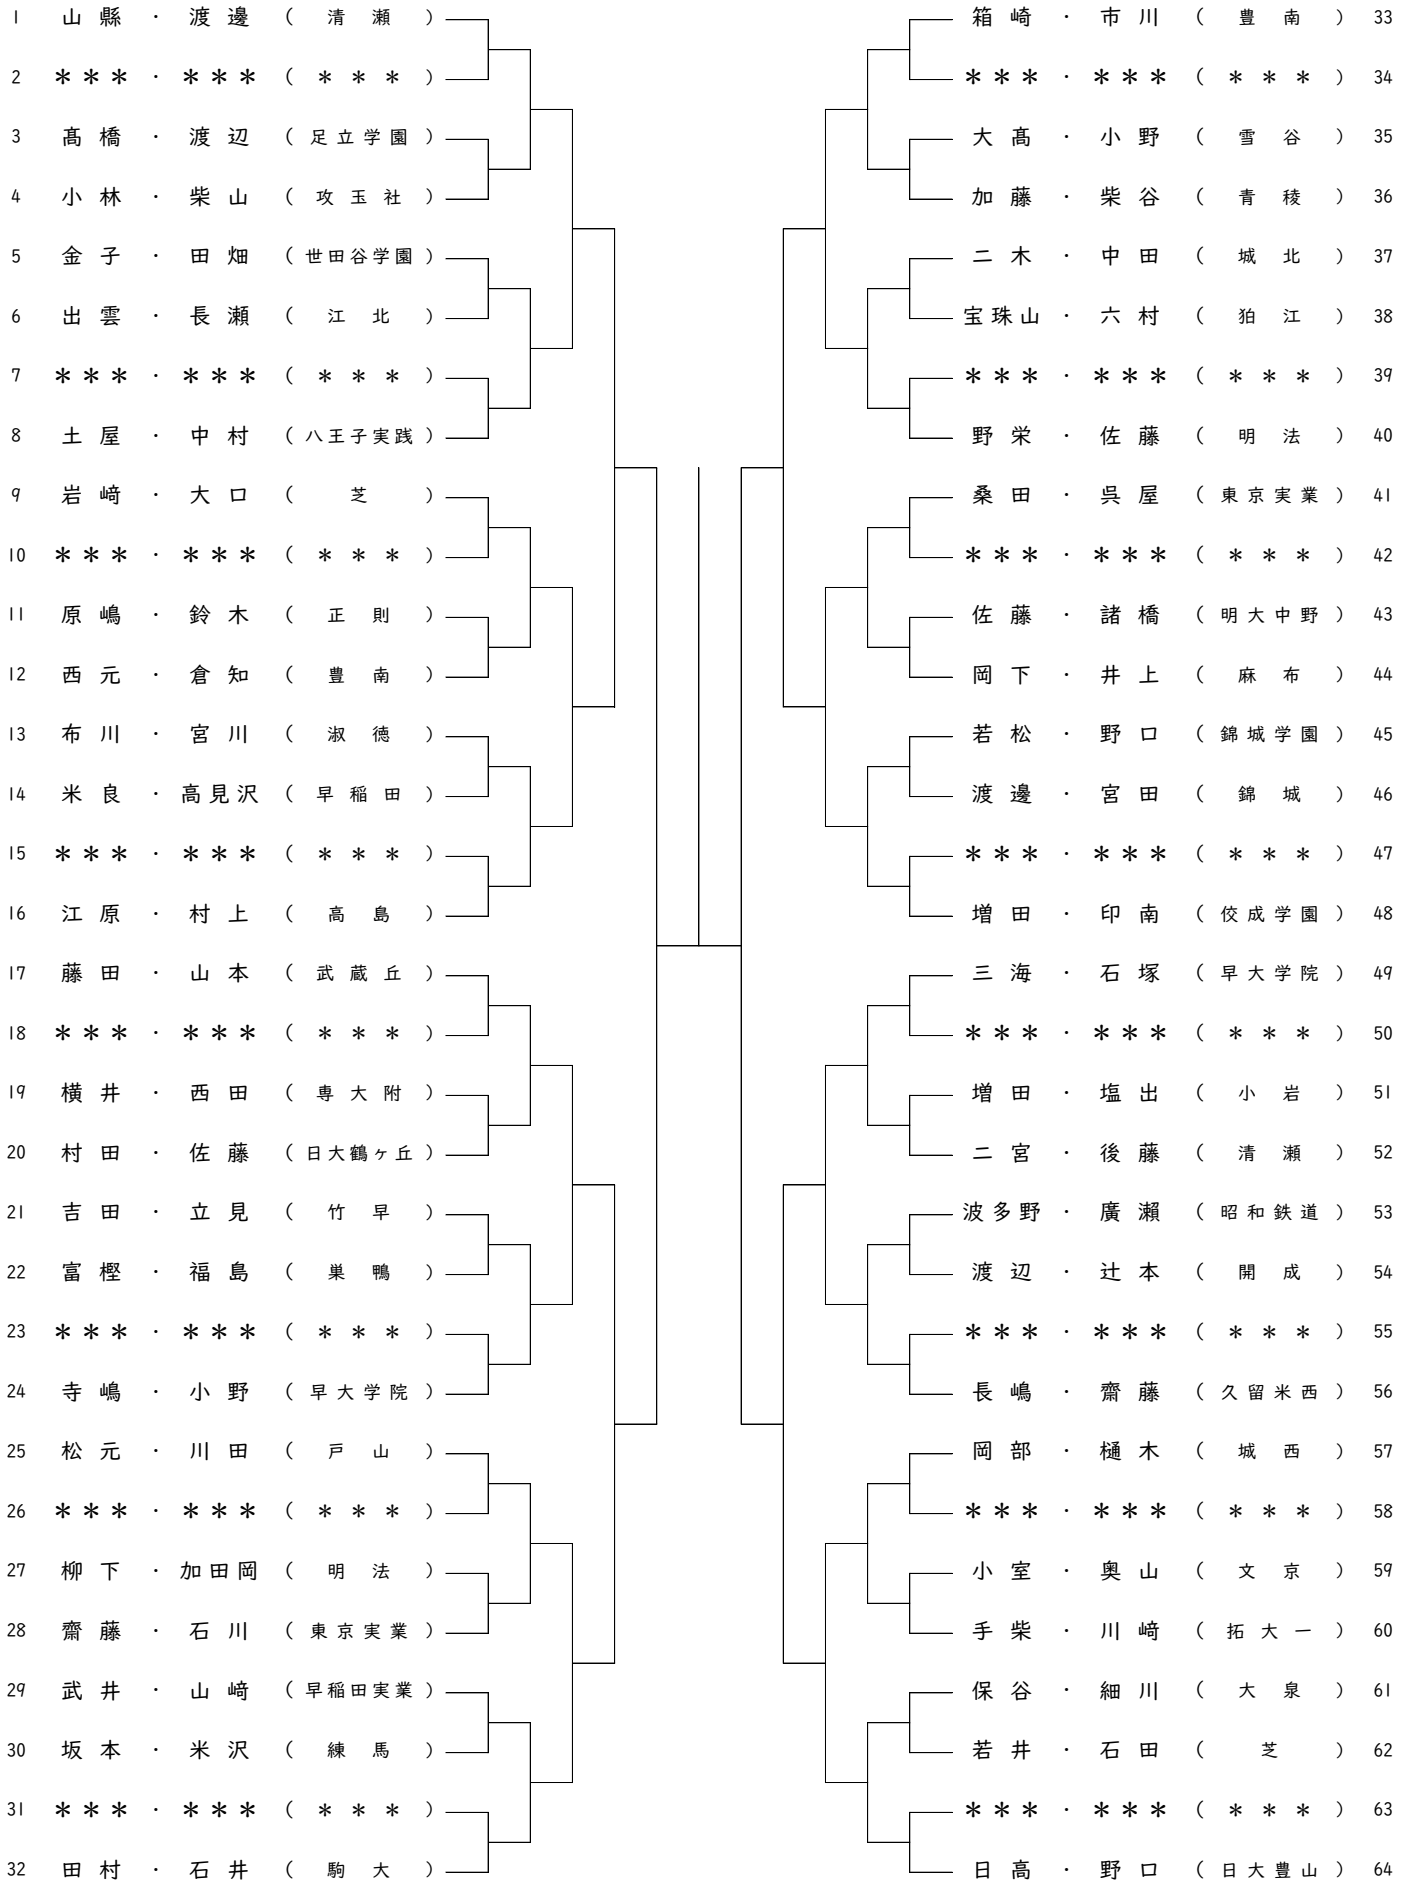 1 山縣・渡邊（清瀬）
2 ＊＊＊・＊＊＊（＊＊＊）
3 髙橋・渡辺（足立学園）
4 小林・柴山（攻玉社）
5 金子・田畑（世田谷学園）
6 出雲・長瀬（江北）
7 ＊＊＊・＊＊＊（＊＊＊）
8 土屋・中村（八王子実践）
9 岩﨑・大口（芝）
10 ＊＊＊・＊＊＊（＊＊＊）
11 原嶋・鈴木（正則）
12 西元・倉知（豊南）
13 布川・宮川（淑徳）
14 米良・高見沢（早稲田）
15 ＊＊＊・＊＊＊（＊＊＊）
16 江原・村上（高島）
17 藤田・山本（武蔵丘）
18 ＊＊＊・＊＊＊（＊＊＊）
19 横井・西田（専大附）
20 村田・佐藤（日大鶴ヶ丘）
21 吉田・立見（竹早）
22 富樫・福島（巣鴨）
23 ＊＊＊・＊＊＊（＊＊＊）
24 寺嶋・小野（早大学院）
25 松元・川田（戸山）
26 ＊＊＊・＊＊＊（＊＊＊）
27 柳下・加田岡（明法）
28 齋藤・石川（東京実業）
29 武井・山﨑（早稲田実業）
30 坂本・米沢（練馬）
31 ＊＊＊・＊＊＊（＊＊＊）
32 田村・石井（駒大）
箱崎・市川（豊南）33
＊＊＊・＊＊＊（＊＊＊）34
大髙・小野（雪谷）35
加藤・柴谷（青稜）36
二木・中田（城北）37
宝珠山・六村（狛江）38
＊＊＊・＊＊＊（＊＊＊）39
野栄・佐藤（明法）40
桑田・呉屋（東京実業）41
＊＊＊・＊＊＊（＊＊＊）42
佐藤・諸橋（明大中野）43
岡下・井上（麻布）44
若松・野口（錦城学園）45
渡邊・宮田（錦城）46
＊＊＊・＊＊＊（＊＊＊）47
増田・印南（佼成学園）48
三海・石塚（早大学院）49
＊＊＊・＊＊＊（＊＊＊）50
増田・塩出（小岩）51
二宮・後藤（清瀬）52
波多野・廣瀬（昭和鉄道）53
渡辺・辻本（開成）54
＊＊＊・＊＊＊（＊＊＊）55
長嶋・齋藤（久留米西）56
岡部・樋木（城西）57
＊＊＊・＊＊＊（＊＊＊）58
小室・奥山（文京）59
手柴・川﨑（拓大一）60
保谷・細川（大泉）61
若井・石田（芝）62
＊＊＊・＊＊＊（＊＊＊）63
日高・野口（日大豊山）64